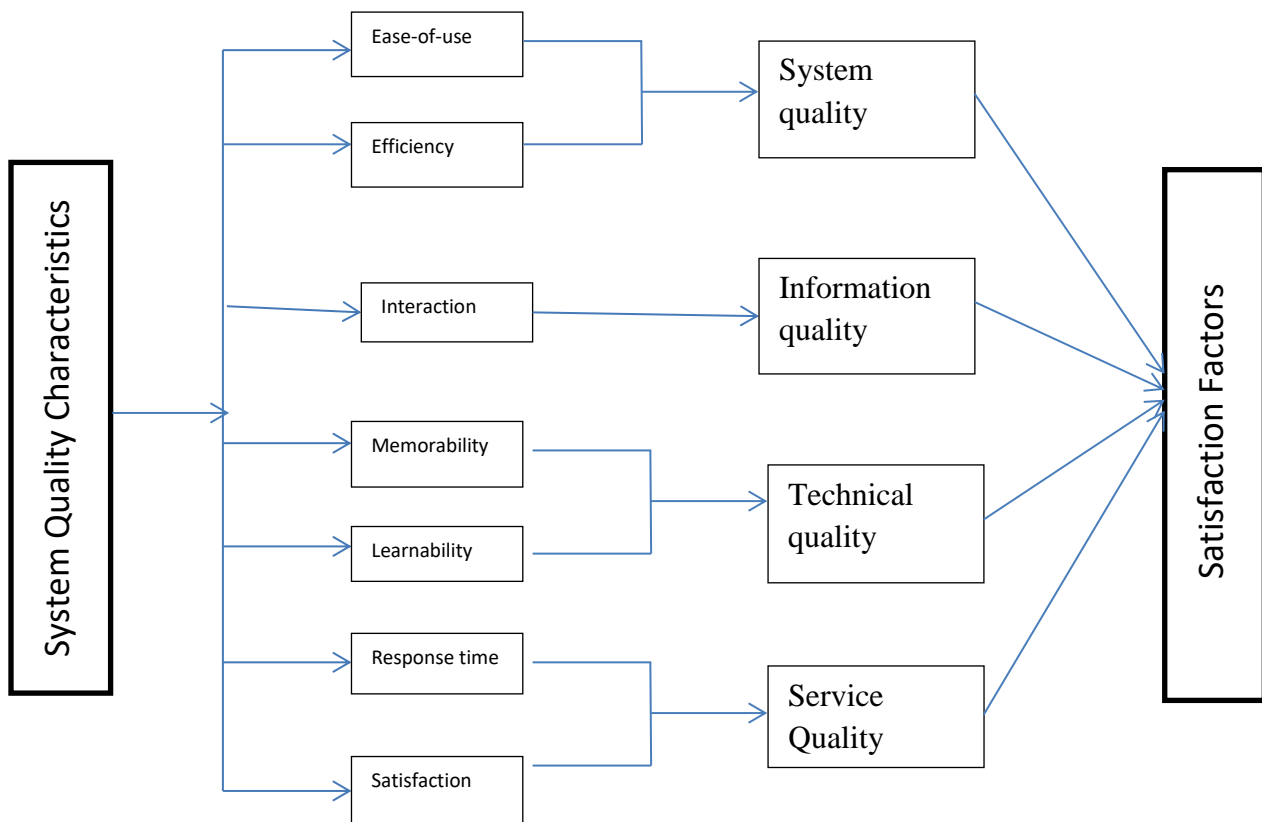 System Quality Characteristics
Ease-of-use
Efficiency
Interaction
Memorability
Learnability
Response time
Satisfaction
System
quality
Information
quality
Technical
quality
Service
Quality
Satisfaction Factors